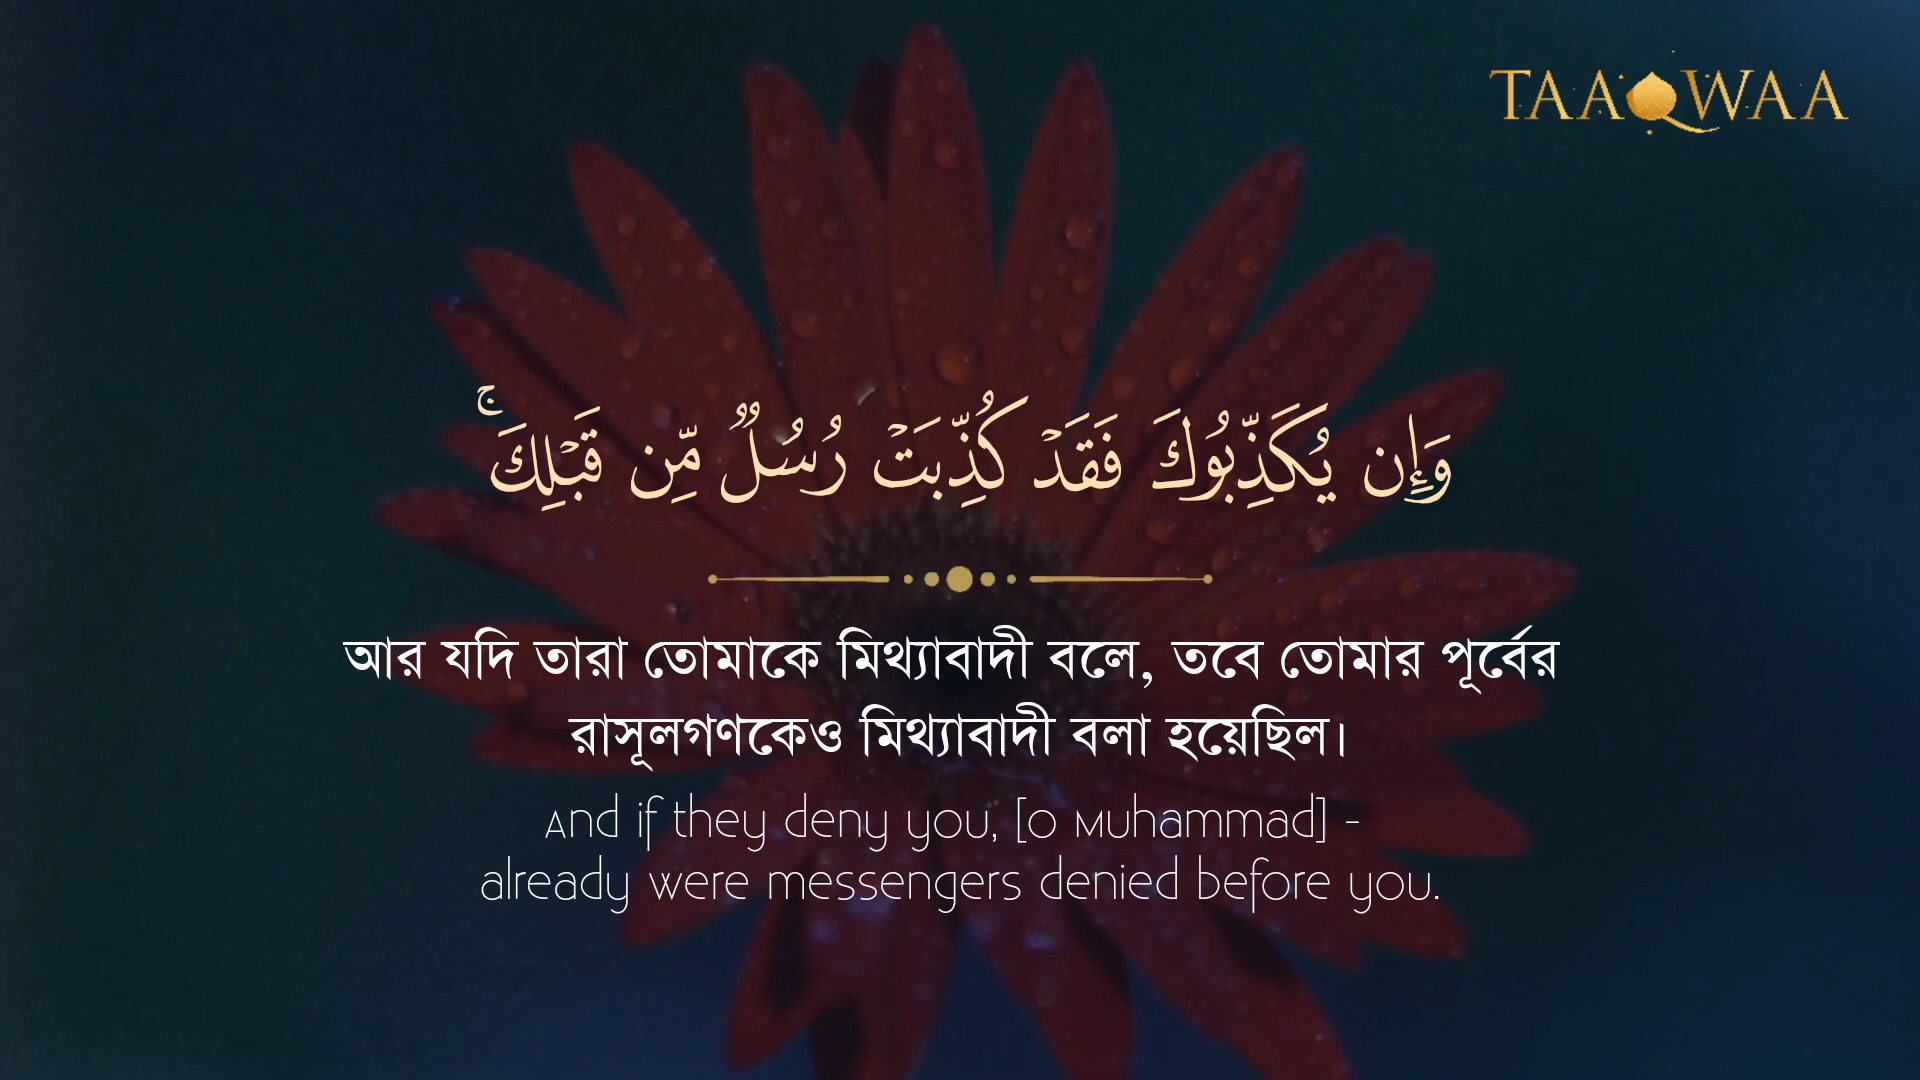 TAAQWAA
وَإِن يُكَذِّبُوكَ فَقَدْ كُذِّبَتْ رُسُلٌ مِّن قَبْلِكَ ۚ
আর যদি তারা তোমাকে মিথ্যাবাদী বলে, তবে তোমার পূর্বের
রাসূলগণকেও মিথ্যাবাদী বলা হয়েছিল।
And if they deny you, [O Muhammad] -
already were messengers denied before you.